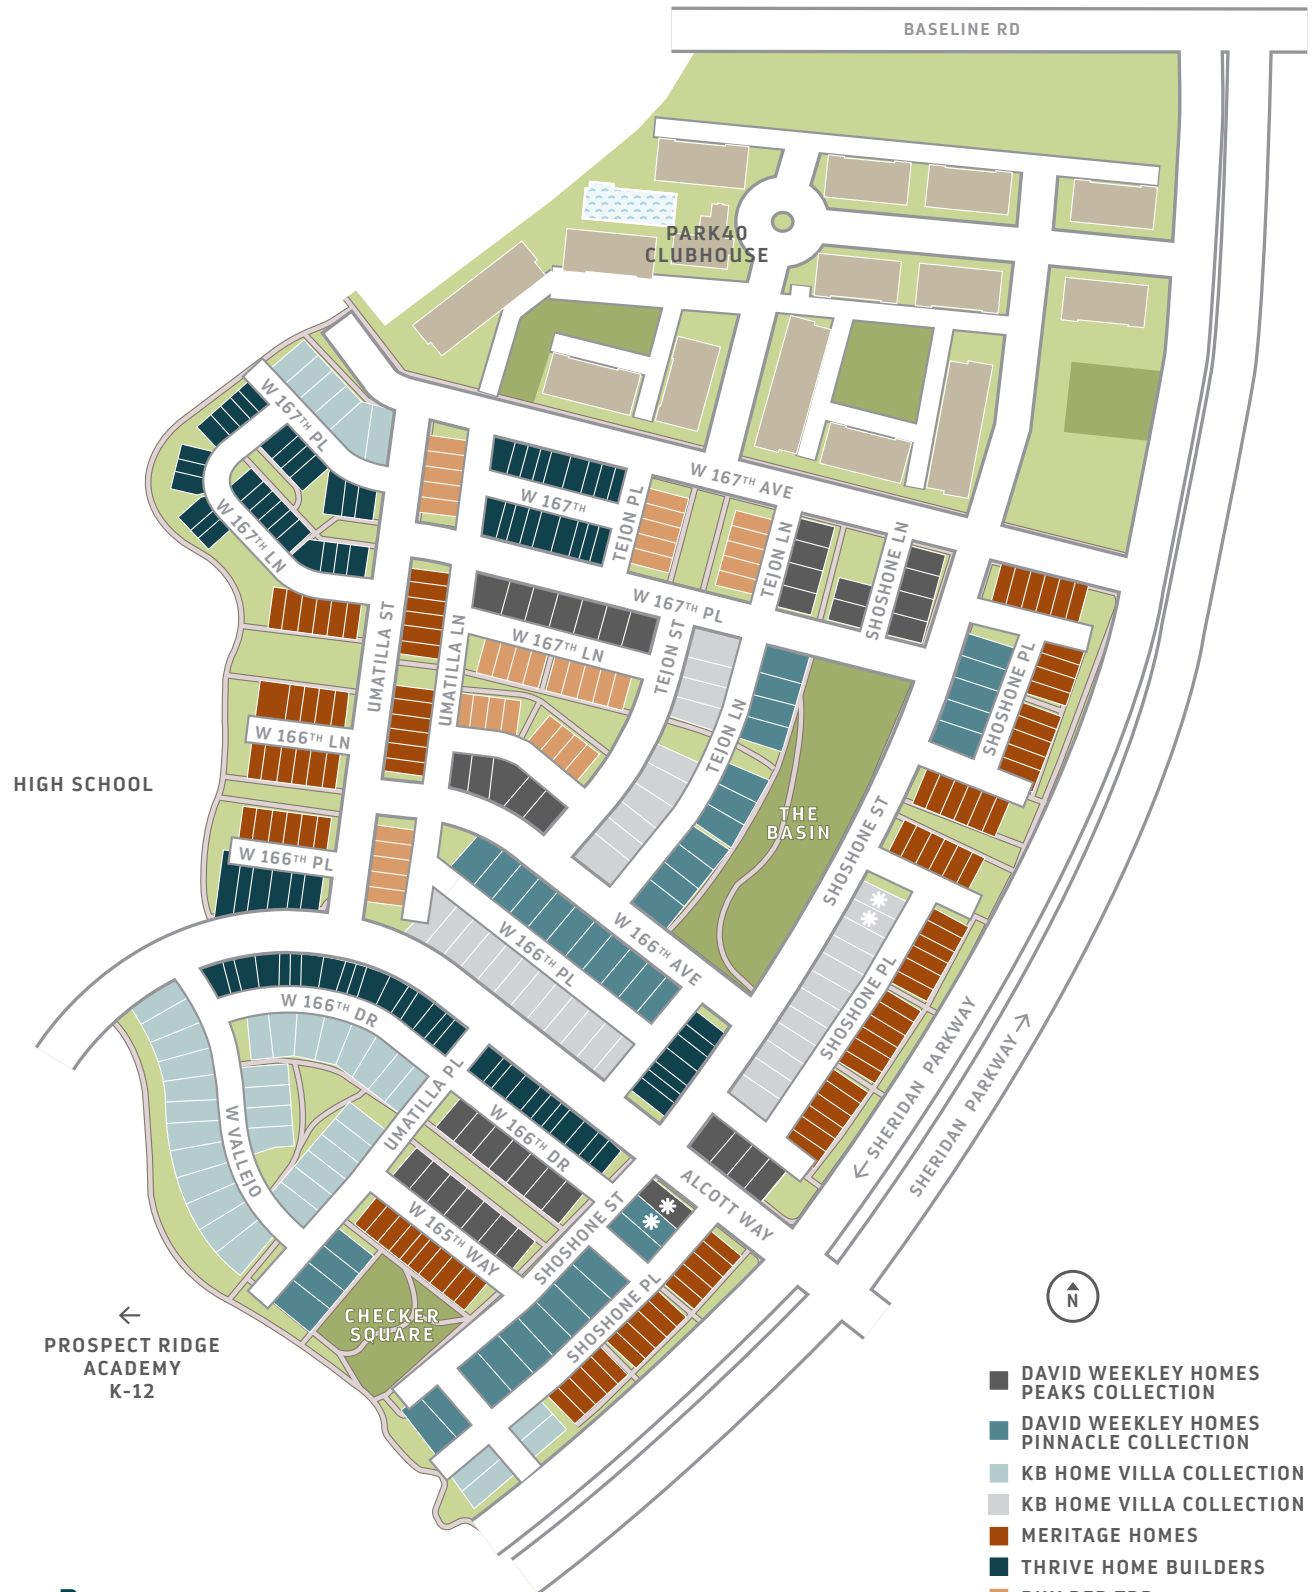 BASELINE RD
PARK40
CLUBHOUSE
W 167TH PL
W 167TH LN
W 167TH AVE
W 167TH
TEJON PL
TEJON LN
SHOSHONE LN
W 167TH PL
W 167TH LN
UMATILLA ST
UMATILLA LN
TEJON ST
TEJON LN
SHOSHONE PL
W 166TH LN
HIGH SCHOOL
THE
BASIN
SHOSHONE ST
W 166TH PL
W 166TH AVE
W 166TH PL
SHOSHONE PL
W 166TH DR
SHERIDAN PARKWAY
SHERIDAN PARKWAY
UMATILLA PL
W VALLEJO
W 166TH DR
ALCOTT WAY
W 165TH WAY
SHOSHONE ST
SHOSHONE PL
CHECKER
SQUARE
N
PROSPECT RIDGE
ACADEMY
K-12
DAVID WEEKLEY HOMES
PEAKS COLLECTION
DAVID WEEKLEY HOMES
PINNACLE COLLECTION
KB HOME VILLA COLLECTION
KB HOME VILLA COLLECTION
MERITAGE HOMES
THRIVE HOME BUILDERS